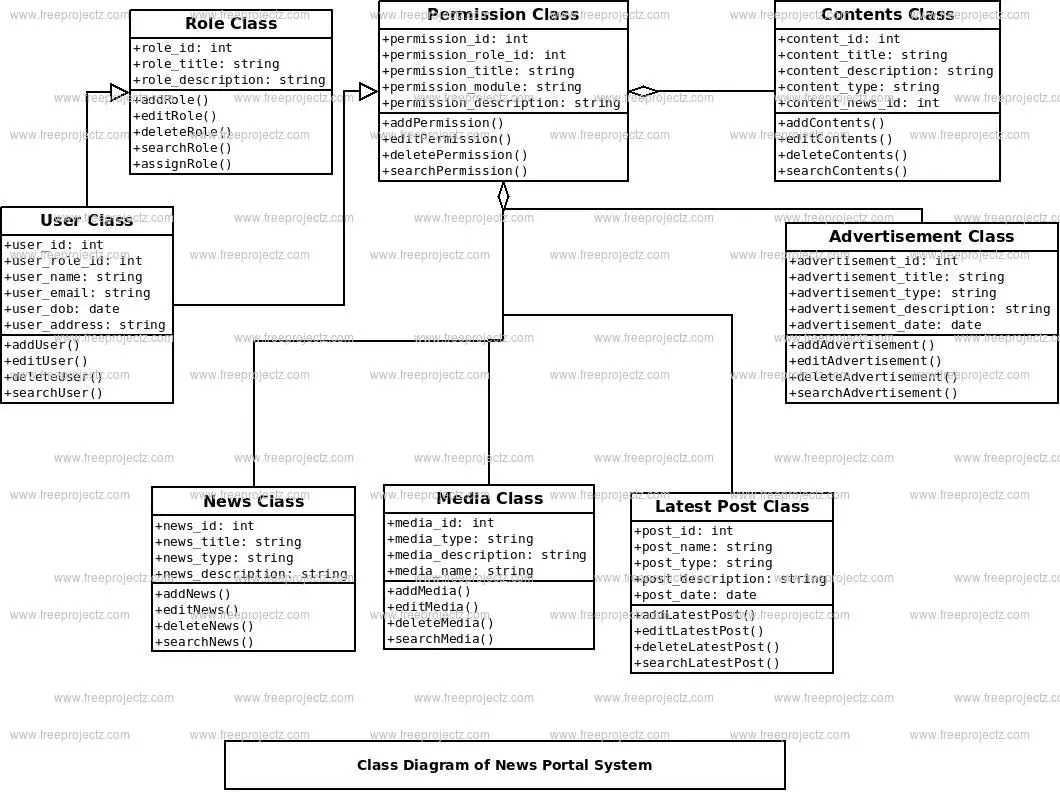 Role Class
+role_id: int
+role_title: string
+role_description: string
+addRole()
+editRole()
+deleteRole()
+searchRole()
+assignRole()
Permission Class
+permission_id: int
+permission_role_id: int
+permission_title: string
+permission_module: string
+permission_description: string
+addPermission()
+editPermission()
+deletePermission()
+searchPermission()
Contents Class
+content_id: int
+content_title: string
+content_description: string
+content_type: string
+content_news_id: int
+addContents()
+editContents()
+deleteContents()
+searchContents()
User Class
+user_id: int
+user_role_id: int
+user_name: string
+user_email: string
+user_dob: date
+user_address: string
+addUser()
+editUser()
+deleteUser()
+searchUser()
Advertisement Class
+advertisement_id: int
+advertisement_title: string
+advertisement_type: string
+advertisement_description: string
+advertisement_date: date
+addAdvertisement()
+editAdvertisement()
+deleteAdvertisement()
+searchAdvertisement()
News Class
+news_id: int
+news_title: string
+news_type: string
+news_description: string
+addNews()
+editNews()
+deleteNews()
+searchNews()
Media Class
+media_id: int
+media_type: string
+media_description: string
+media_name: string
+addMedia()
+editMedia()
+deleteMedia()
+searchMedia()
Latest Post Class
+post_id: int
+post_name: string
+post_type: string
+post_description: string
+post_date: date
+addLatestPost()
+editLatestPost()
+deleteLatestPost()
+searchLatestPost()
Class Diagram of News Portal System
www.freeprojectz.com